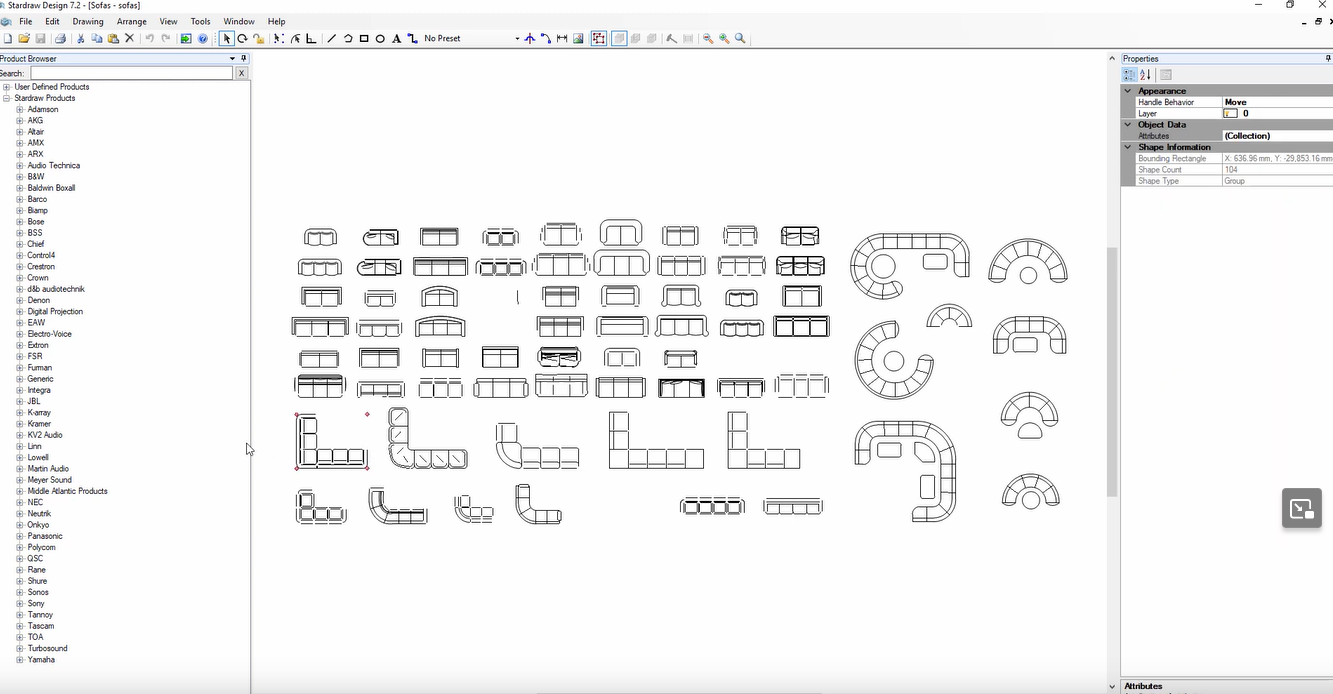 Stardraw Design 7.2 - [Sofas - sofas]
File Edit Drawing Arrange View Tools Window Help
No Preset
Product Browser
Search: X
User Defined Products
Stardraw Products
Adamson
AKG
Altair
AMX
ARX
Audio Technica
B&W
Baldwin Boxall
Barco
Biamp
Bose
BSS
Chief
Control4
Crestron
Crown
d&b audiotechnik
Denon
Digital Projection
EAW
Electro-Voice
Extron
FSR
Furman
Generic
Integra
JBL
K-array
Kramer
KV2 Audio
Linn
Lowell
Martin Audio
Meyer Sound
Middle Atlantic Products
NEC
Neutrik
Onkyo
Panasonic
Polycom
QSC
Rane
Shure
Sonos
Sony
Tannoy
Tascam
TOA
Turbosound
Yamaha
Properties
Appearance
Handle Behavior Move
Layer 0
Object Data
Attributes (Collection)
Shape Information
Bounding Rectangle X: 636.96 mm, Y: -29,853.16 mm
Shape Count 104
Shape Type Group
Attributes